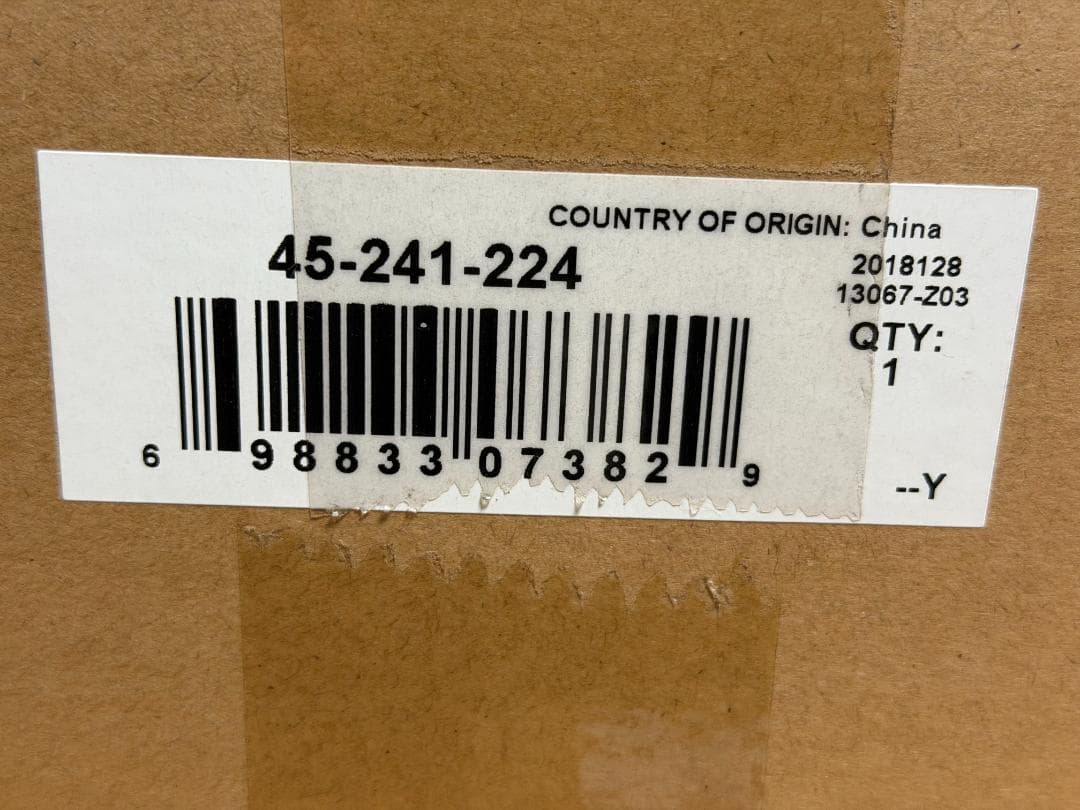 COUNTRY OF ORIGIN: China
45-241-224
2018128
13067-Z03
QTY:
1
6 98833 07382 9
--Y